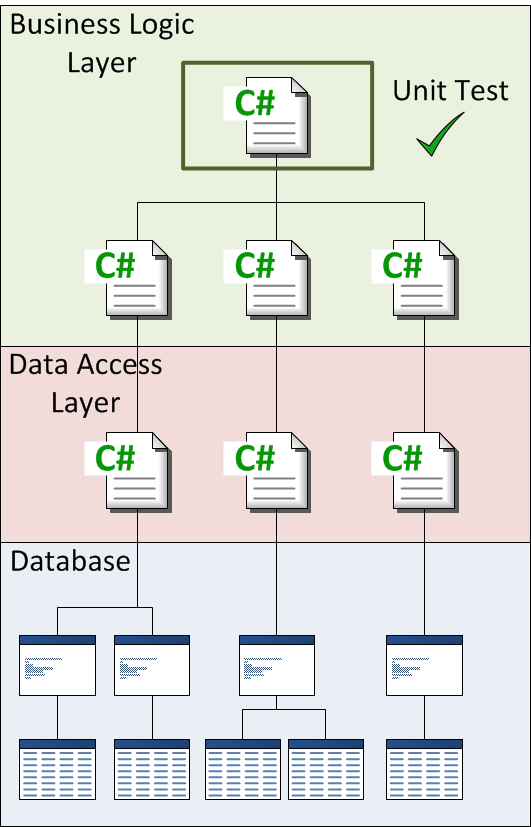 Business Logic
Layer
C#
Unit Test
C#
C#
C#
Data Access
Layer
C#
C#
C#
Database